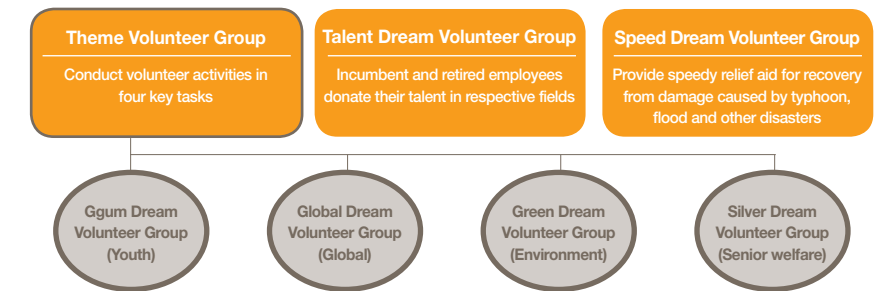 Theme Volunteer Group
Conduct volunteer activities in
four key tasks
Talent Dream Volunteer Group
Incumbent and retired employees
donate their talent in respective fields
Speed Dream Volunteer Group
Provide speedy relief aid for recovery
from damage caused by typhoon,
flood and other disasters
Ggum Dream
Volunteer Group
(Youth)
Global Dream
Volunteer Group
(Global)
Green Dream
Volunteer Group
(Environment)
Silver Dream
Volunteer Group
(Senior welfare)